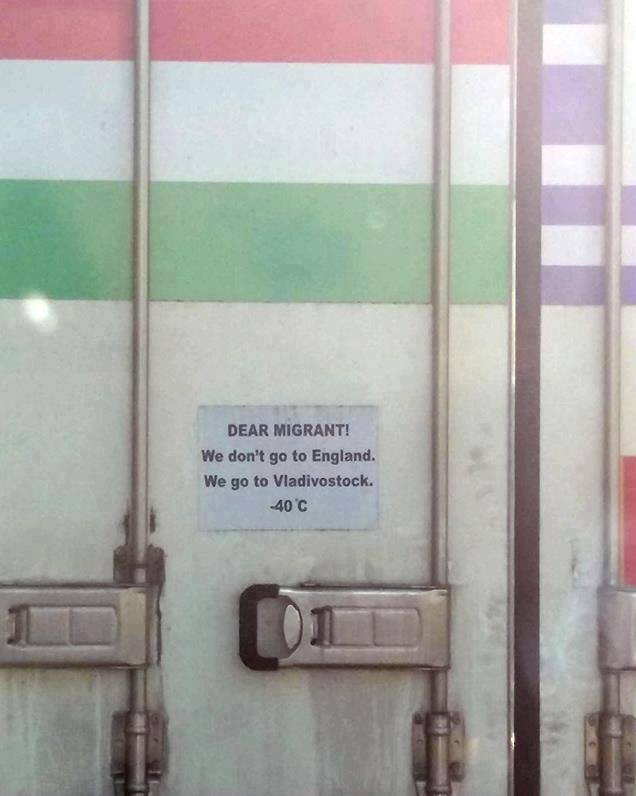 DEAR MIGRANT!
We don't go to England.
We go to Vladivostock.
-40°C